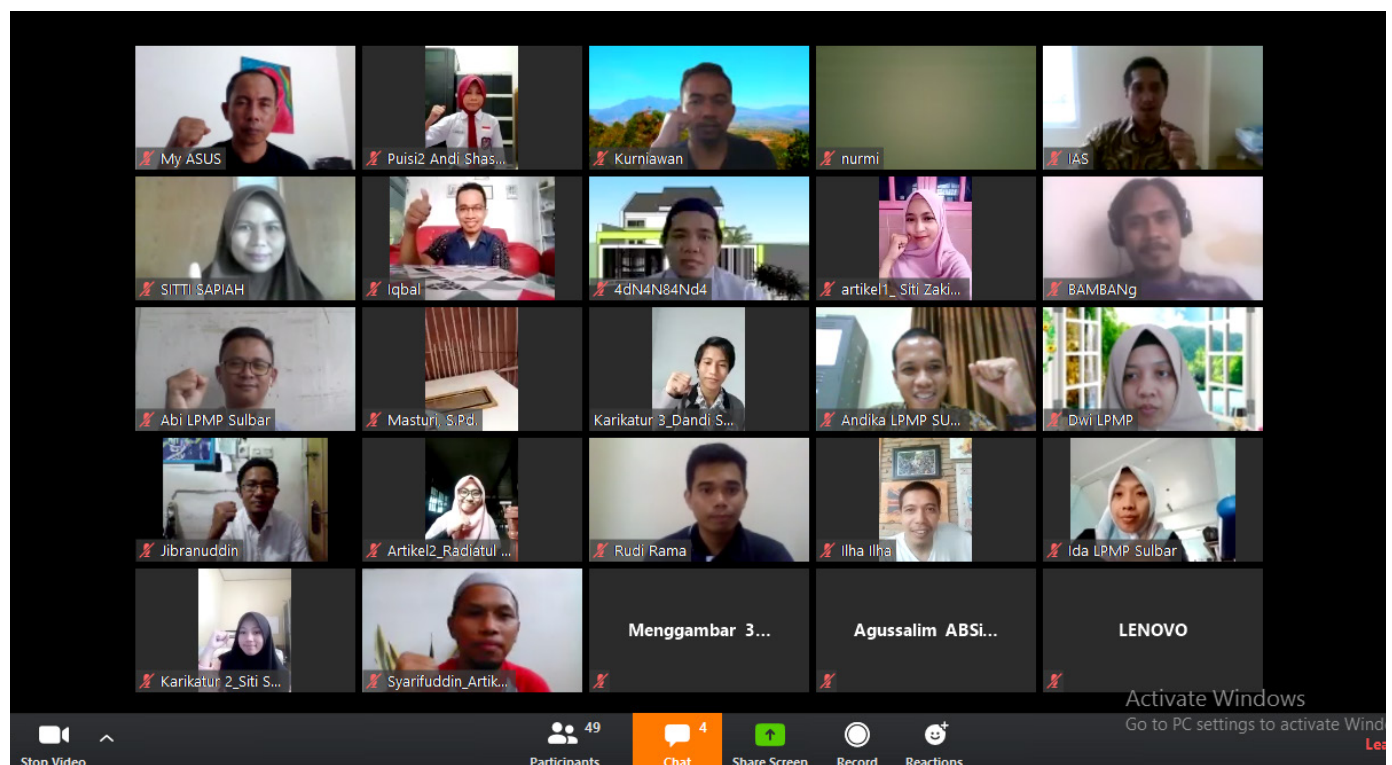 My ASUS
Puisi2 Andi Shas...
Kurniawan
nurmi
IAS
SITTI SAPIAH
Iqbal
4dN4N84Nd4
artikel1_ Siti Zaki...
BAMBANg
Abi LPMP Sulbar
Masturi, S.Pd.
Karikatur 3_Dandi S...
Andika LPMP SU...
Dwi LPMP
Jibranuddin
Artikel2_Radiatul ...
Rudi Rama
Ilha Ilha
Ida LPMP Sulbar
Karikatur 2_Siti S...
Syarifuddin_Artik...
Menggambar 3...
Agussalim ABSi...
LENOVO
Activate Windows
Go to PC settings to activate Wind
Lea
49
4
Stop Video
Participants
Chat
Share Screen
Record
Reactions